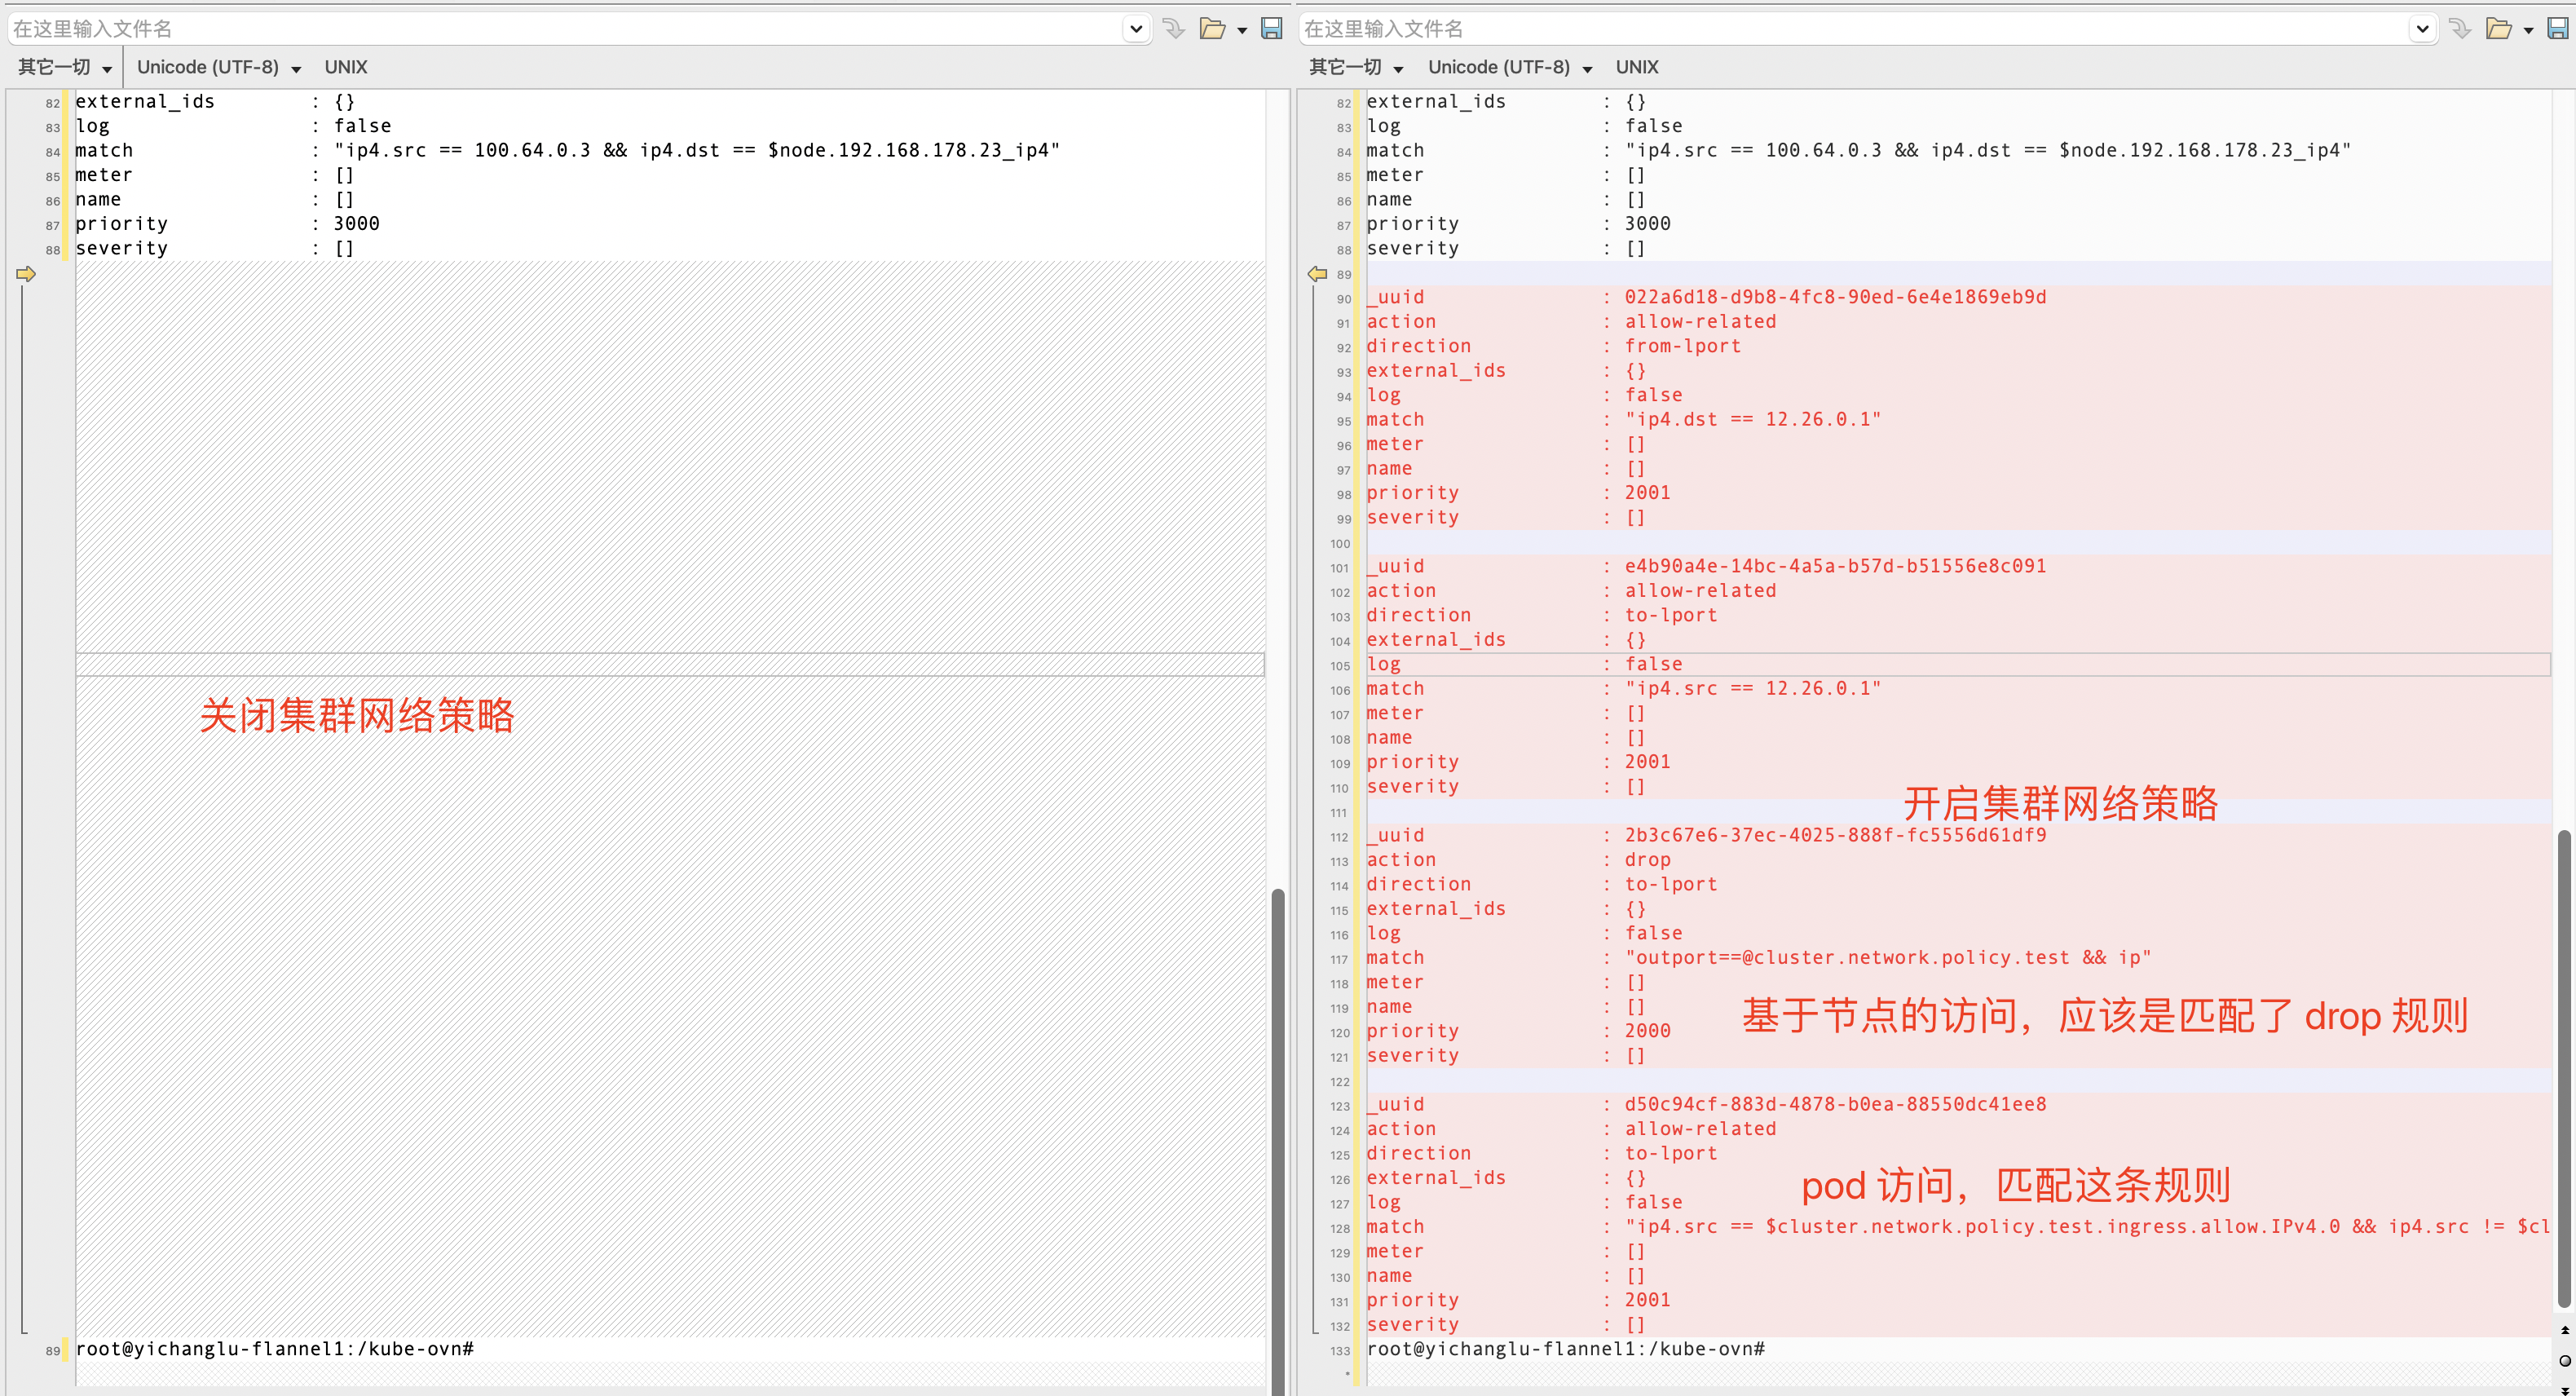 在这里输入文件名
其它一切 Unicode (UTF-8) UNIX
82 external_ids : {}
83 log : false
84 match : "ip4.src == 100.64.0.3 && ip4.dst == $node.192.168.178.23_ip4"
85 meter : []
86 name : []
87 priority : 3000
88 severity : []
关闭集群网络策略
89 root@yichanglu-flannel1:/kube-ovn#
在这里输入文件名
其它一切 Unicode (UTF-8) UNIX
82 external_ids : {}
83 log : false
84 match : "ip4.src == 100.64.0.3 && ip4.dst == $node.192.168.178.23_ip4"
85 meter : []
86 name : []
87 priority : 3000
88 severity : []
89
90 _uuid : 022a6d18-d9b8-4fc8-90ed-6e4e1869eb9d
91 action : allow-related
92 direction : from-lport
93 external_ids : {}
94 log : false
95 match : "ip4.dst == 12.26.0.1"
96 meter : []
97 name : []
98 priority : 2001
99 severity : []
100
101 _uuid : e4b90a4e-14bc-4a5a-b57d-b51556e8c091
102 action : allow-related
103 direction : to-lport
104 external_ids : {}
105 log : false
106 match : "ip4.src == 12.26.0.1"
107 meter : []
108 name : []
109 priority : 2001
110 severity : []
开启集群网络策略
111
112 _uuid : 2b3c67e6-37ec-4025-888f-fc5556d61df9
113 action : drop
114 direction : to-lport
115 external_ids : {}
116 log : false
117 match : "outport==@cluster.network.policy.test && ip"
118 meter : []
119 name : []
基于节点的访问，应该是匹配了 drop 规则
120 priority : 2000
121 severity : []
122
123 _uuid : d50c94cf-883d-4878-b0ea-88550dc41ee8
124 action : allow-related
125 direction : to-lport
126 external_ids : {}
pod 访问，匹配这条规则
127 log : false
128 match : "ip4.src == $cluster.network.policy.test.ingress.allow.IPv4.0 && ip4.src != $cl
129 meter : []
130 name : []
131 priority : 2001
132 severity : []
133 root@yichanglu-flannel1:/kube-ovn#